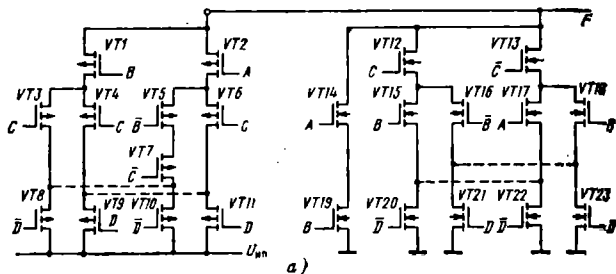 F
VT1 VT2 VT12 VT13
B A C C̅
VT3 VT4 VT5 VT6 VT14 VT15 VT16 VT17 VT18
C C B̅ C A B B̅ A B
VT7
C̅
VT8 VT9 VT10 VT11 VT19 VT20 VT21 VT22 VT23
D̅ D D̅ D B D̅ D D̅
Uип
а)